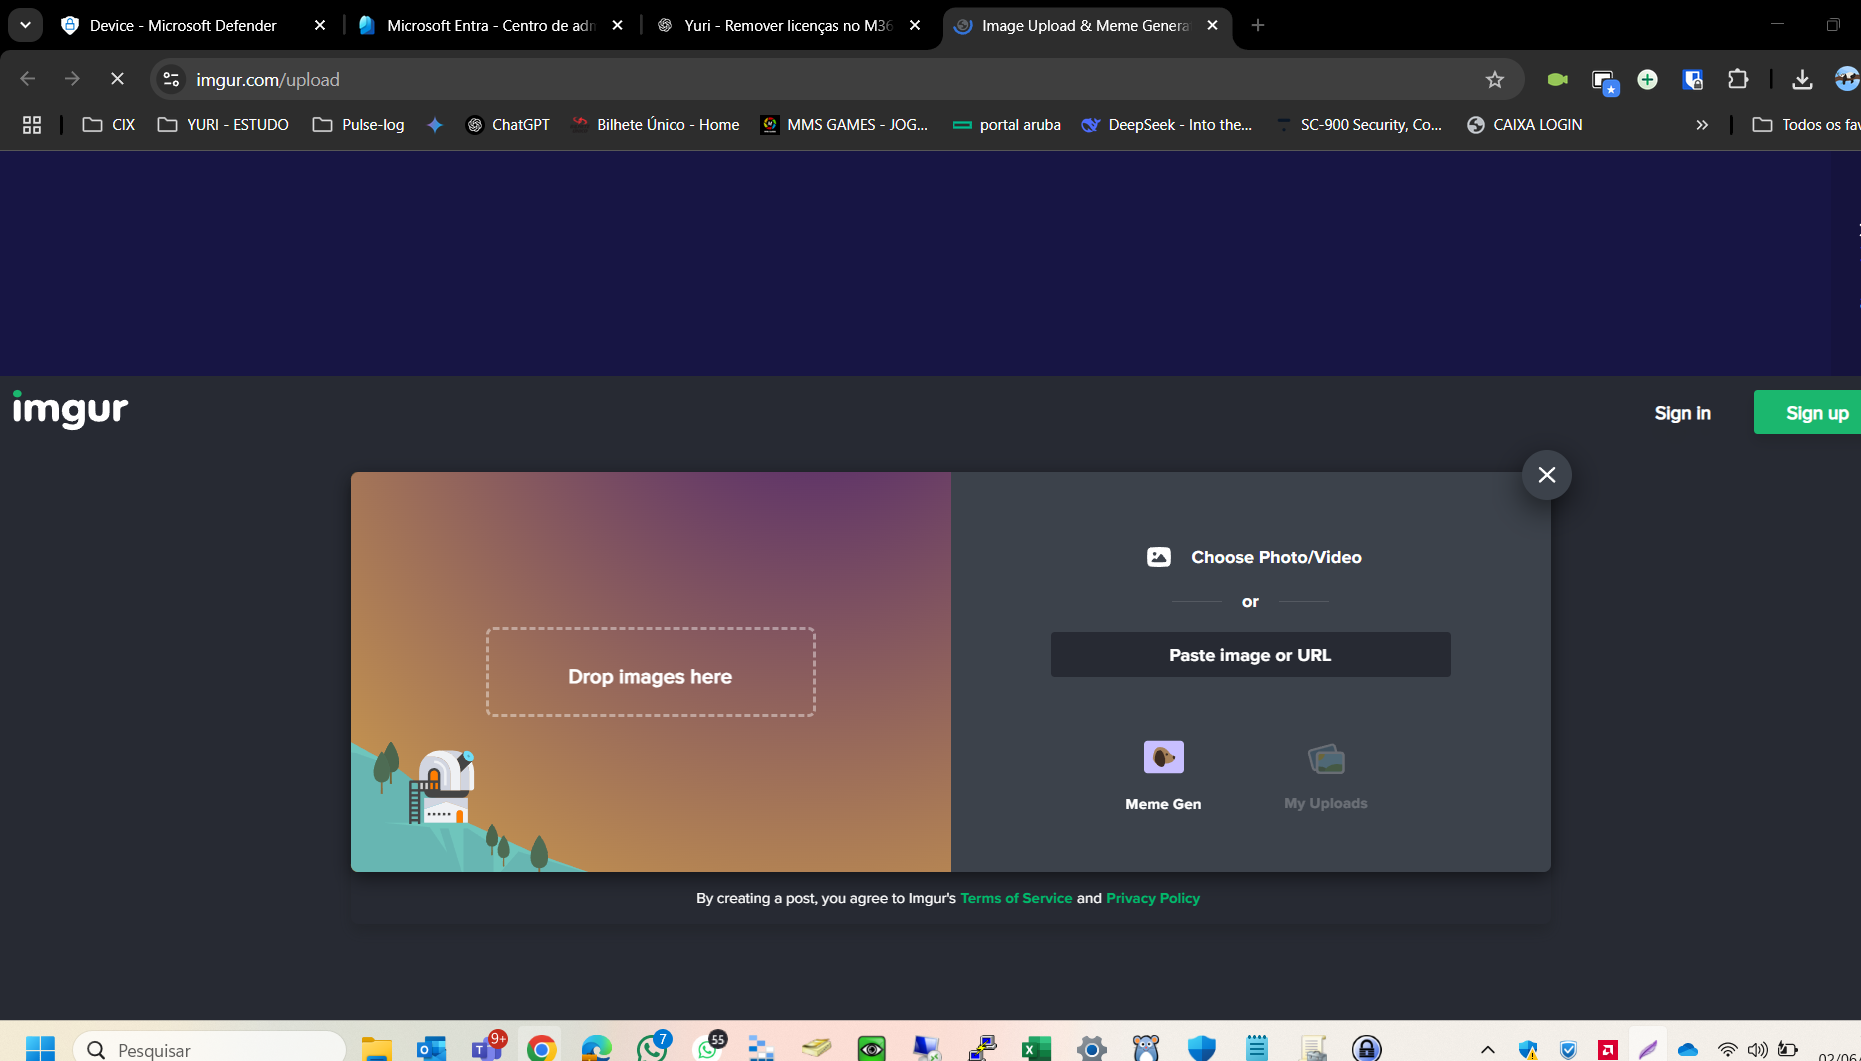 Device - Microsoft Defender
Microsoft Entra - Centro de adn
Yuri - Remover licenças no M36
Image Upload & Meme Genera
imgur.com/upload
CIX
YURI - ESTUDO
Pulse-log
ChatGPT
Bilhete Único - Home
MMS GAMES - JOG...
portal aruba
DeepSeek - Into the...
SC-900 Security, Co...
CAIXA LOGIN
Todos os fav
imgur
Sign in
Sign up
Choose Photo/Video
or
Paste image or URL
Drop images here
Meme Gen
My Uploads
By creating a post, you agree to Imgur's Terms of Service and Privacy Policy
Pesquisar
9+
7
55